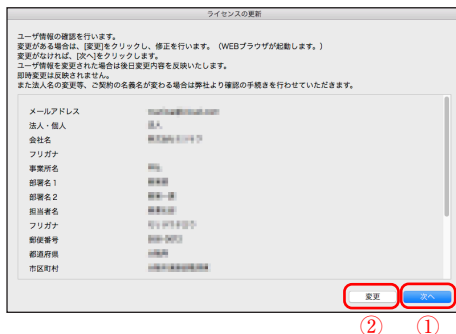 ライセンスの更新
ユーザ情報の確認を行います。
変更がある場合は、[変更]をクリックし、修正を行います。（WEBブラウザが起動します。）
変更がなければ、[次へ]をクリックします。
ユーザ情報を変更された場合は後日変更内容を反映いたします。
即時変更は反映されません。
また法人名の変更等、ご契約の名義名が変わる場合は弊社より確認の手続きを行わせていただきます。
メールアドレス
法人・個人
会社名
フリガナ
事業所名
部署名1
部署名2
担当者名
フリガナ
郵便番号
都道府県
市区町村
変更 次へ
② ①